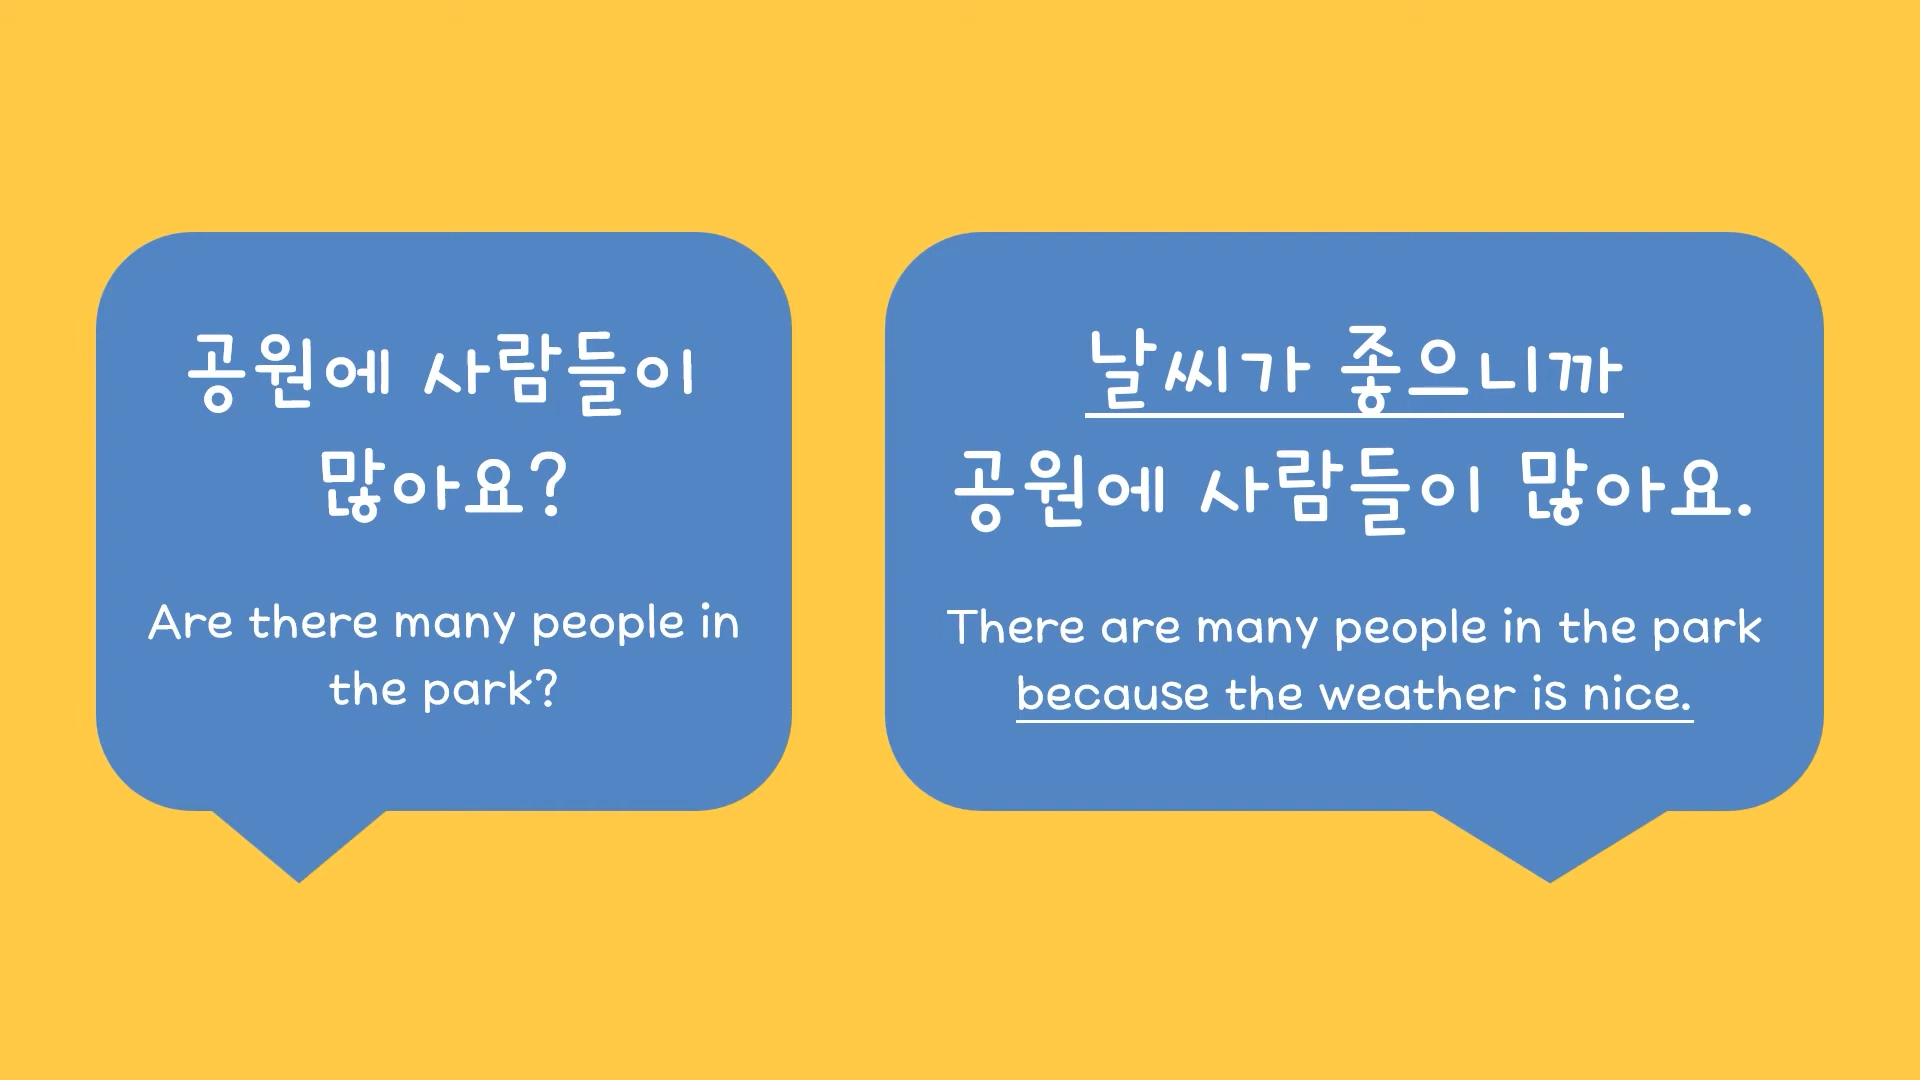 공원에 사람들이
많아요?
Are there many people in
the park?
날씨가 좋으니까
공원에 사람들이 많아요.
There are many people in the park
because the weather is nice.